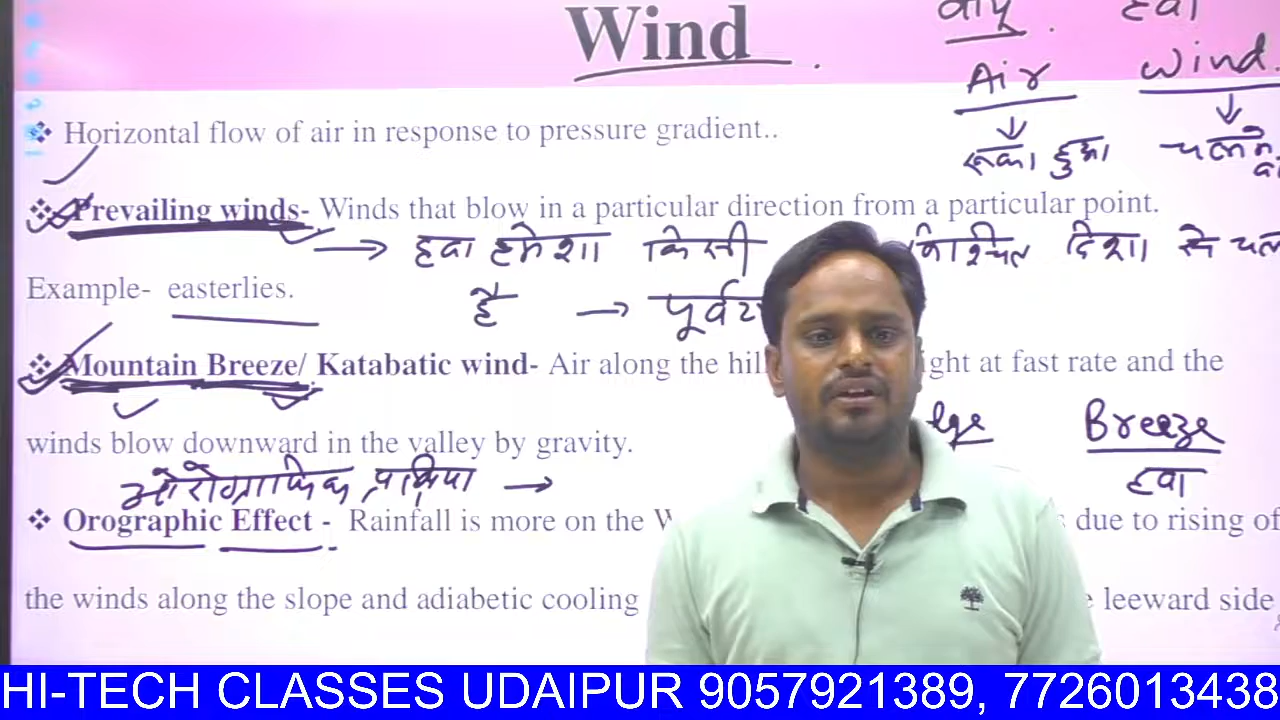 Wind
वायु हवा
Air Wind.
रूका हुआ
Horizontal flow of air in response to pressure gradient..
Prevailing winds- Winds that blow in a particular direction from a particular point.
हवा हमेशा किसी निश्चित दिशा से
Example- easterlies.
है
Mountain Breeze/ Katabatic wind- Air along the at fast rate and the
Breeze
हवा
winds blow downward in the valley by gravity.
ओरोग्राफिक प्रक्रिया
Orographic Effect - Rainfall is more on the due to rising of
the winds along the slope and adiabetic cooling leeward side
HI-TECH CLASSES UDAIPUR 9057921389, 7726013438